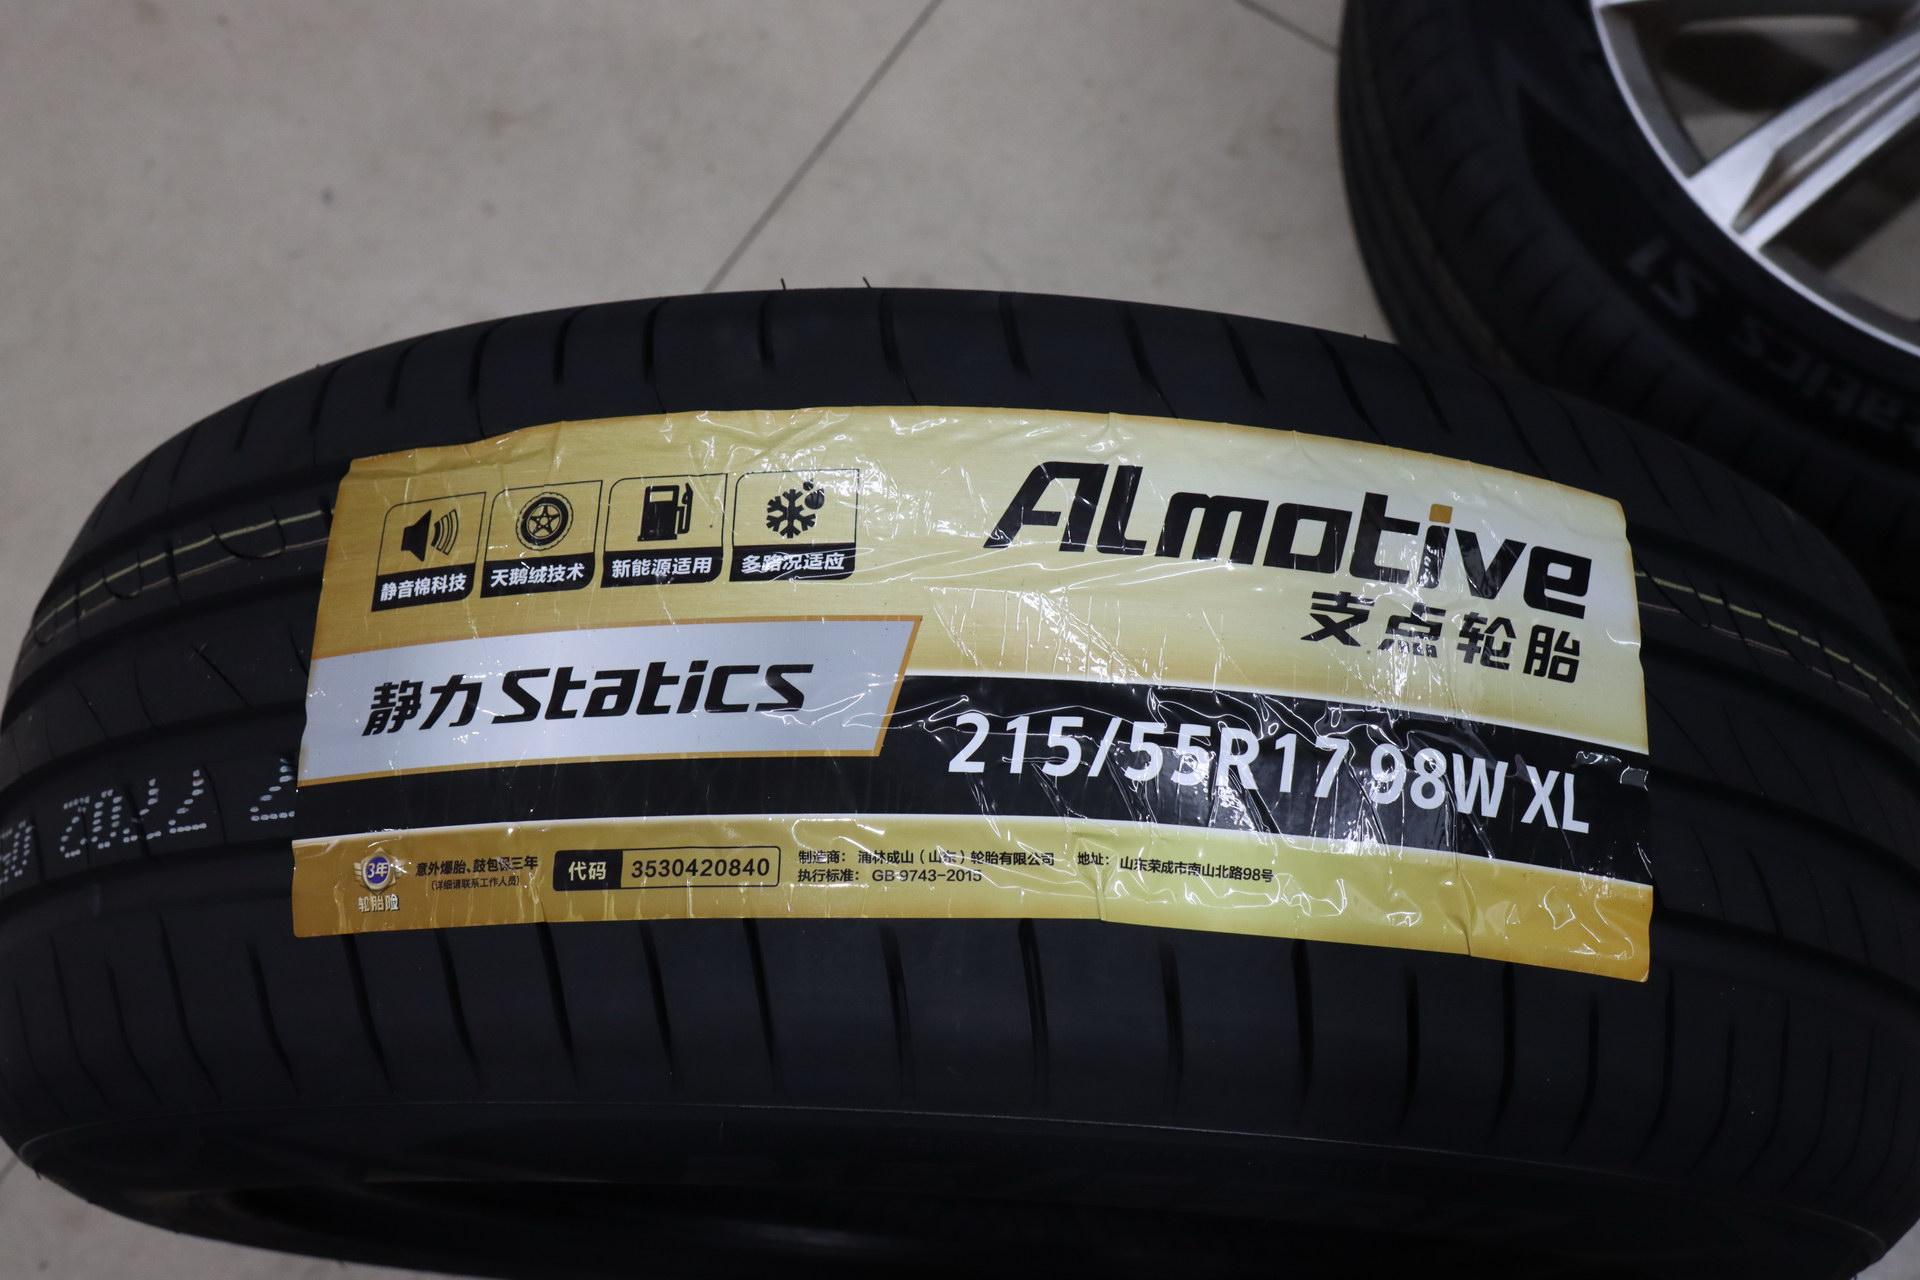 ALmotive
支点轮胎
静音棉科技
天鹅绒技术
新能源适用
多路况适应
静力 Statics
215/55R17 98W XL
3年
轮胎险
意外爆胎、鼓包保三年
(详细请联系工作人员)
代码 3530420840
制造商： 浦林成山（山东）轮胎有限公司 地址： 山东荣成市南山北路98号
执行标准： GB 9743-2015
atics S1